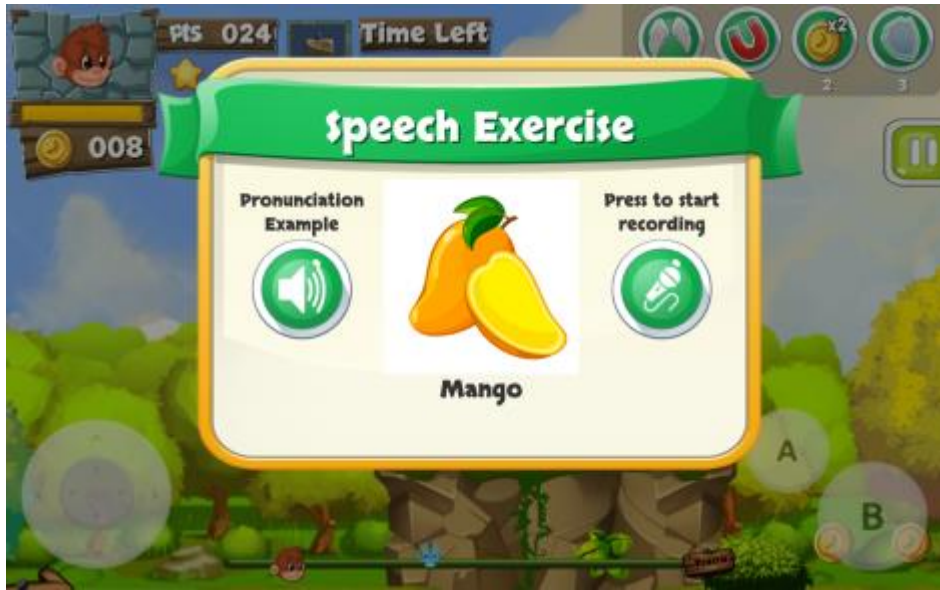 Pts 024
Time Left
x2
2
3
008
Speech Exercise
Pronunciation
Example
Press to start
recording
Mango
A
B